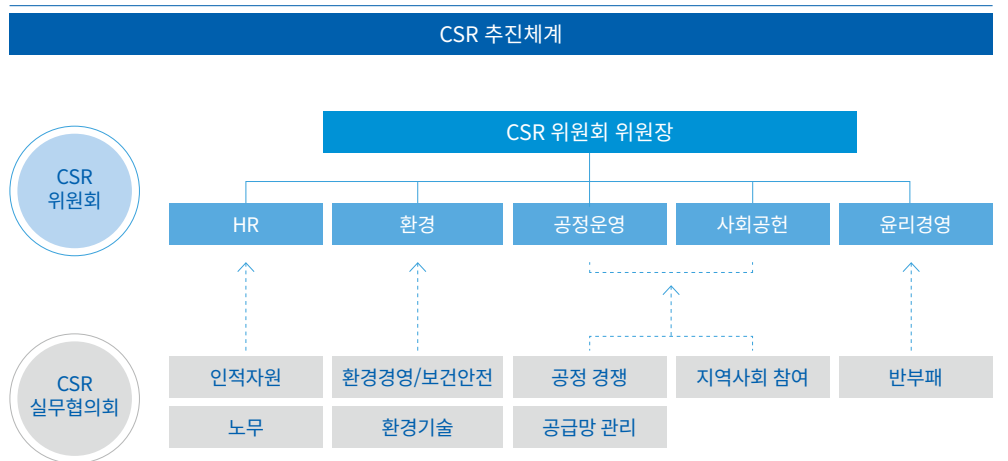 CSR 추진체계
CSR 위원회 위원장
CSR
위원회
HR
환경
공정운영
사회공헌
윤리경영
CSR
실무협의회
인적자원
환경경영/보건안전
공정 경쟁
지역사회 참여
반부패
노무
환경기술
공급망 관리